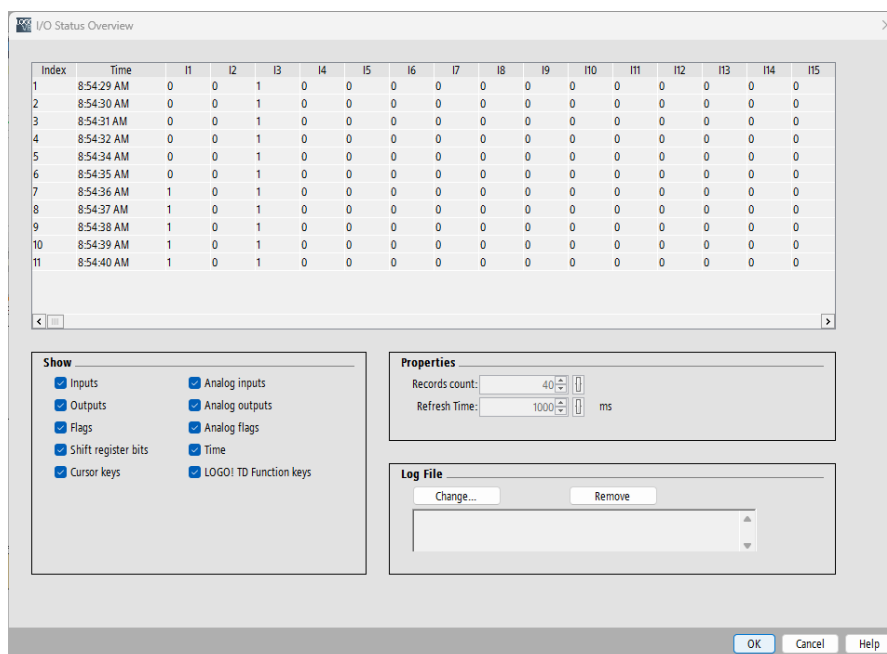 I/O Status Overview
Index Time I1 I2 I3 I4 I5 I6 I7 I8 I9 I10 I11 I12 I13 I14 I15
1 8:54:29 AM 0 0 1 0 0 0 0 0 0 0 0 0 0 0 0
2 8:54:30 AM 0 0 1 0 0 0 0 0 0 0 0 0 0 0 0
3 8:54:31 AM 0 0 1 0 0 0 0 0 0 0 0 0 0 0 0
4 8:54:32 AM 0 0 1 0 0 0 0 0 0 0 0 0 0 0 0
5 8:54:34 AM 0 0 1 0 0 0 0 0 0 0 0 0 0 0 0
6 8:54:35 AM 0 0 1 0 0 0 0 0 0 0 0 0 0 0 0
7 8:54:36 AM 1 0 1 0 0 0 0 0 0 0 0 0 0 0 0
8 8:54:37 AM 1 0 1 0 0 0 0 0 0 0 0 0 0 0 0
9 8:54:38 AM 1 0 1 0 0 0 0 0 0 0 0 0 0 0 0
10 8:54:39 AM 1 0 1 0 0 0 0 0 0 0 0 0 0 0 0
11 8:54:40 AM 1 0 1 0 0 0 0 0 0 0 0 0 0 0 0
Show
Inputs Analog inputs
Outputs Analog outputs
Flags Analog flags
Shift register bits Time
Cursor keys LOGO! TD Function keys
Properties
Records count: 40
Refresh Time: 1000 ms
Log File
Change... Remove
OK Cancel Help